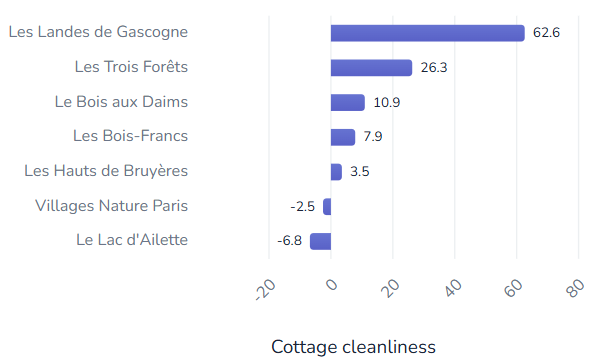 Les Landes de Gascogne 62.6
Les Trois Forêts 26.3
Le Bois aux Daims 10.9
Les Bois-Francs 7.9
Les Hauts de Bruyères 3.5
Villages Nature Paris -2.5
Le Lac d'Ailette -6.8
-20 0 20 40 60 80
Cottage cleanliness